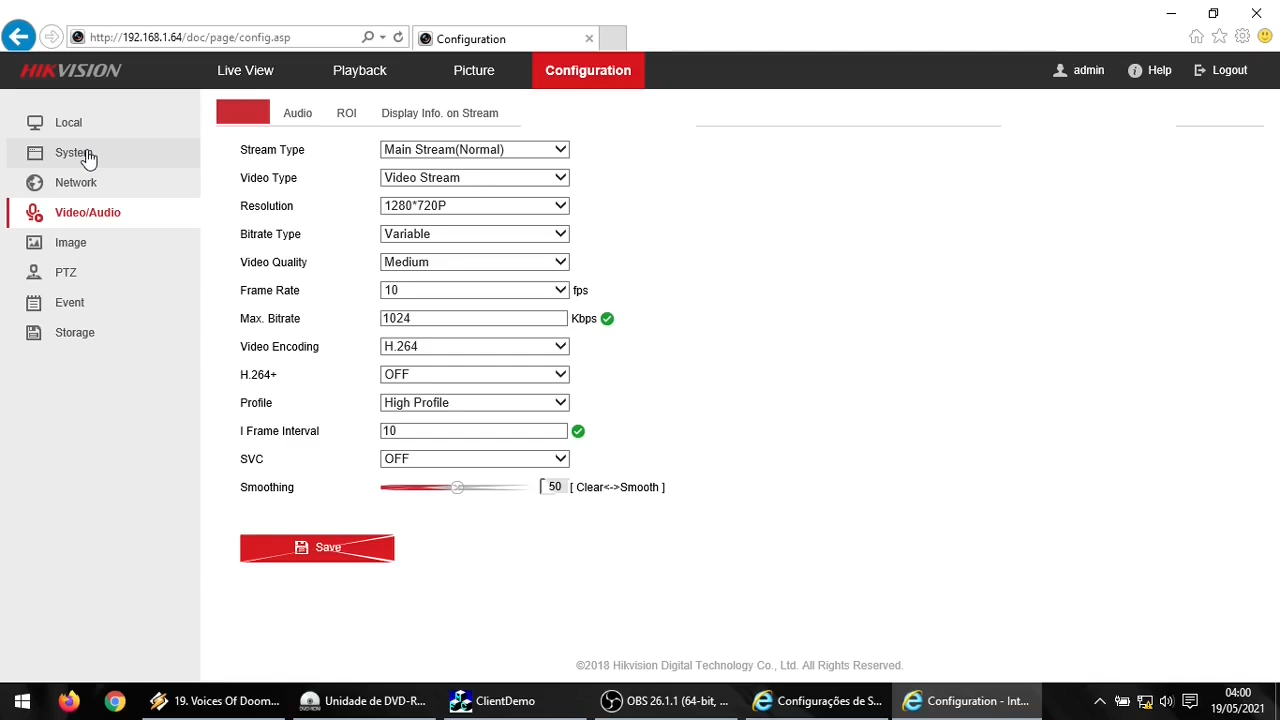 http://192.168.1.64/doc/page/config.asp
Configuration
HIKVISION
Live View
Playback
Picture
Configuration
admin
Help
Logout
Local
System
Network
Video/Audio
Image
PTZ
Event
Storage
Audio
ROI
Display Info. on Stream
Stream Type
Main Stream(Normal)
Video Type
Video Stream
Resolution
1280*720P
Bitrate Type
Variable
Video Quality
Medium
Frame Rate
10
fps
Max. Bitrate
1024
Kbps
Video Encoding
H.264
H.264+
OFF
Profile
High Profile
I Frame Interval
10
SVC
OFF
Smoothing
50
[ Clear<->Smooth ]
Save
©2018 Hikvision Digital Technology Co., Ltd. All Rights Reserved.
19. Voices Of Doom...
Unidade de DVD-R...
ClientDemo
OBS 26.1.1 (64-bit, ...
Configurações de S...
Configuration - Int...
04:00
19/05/2021